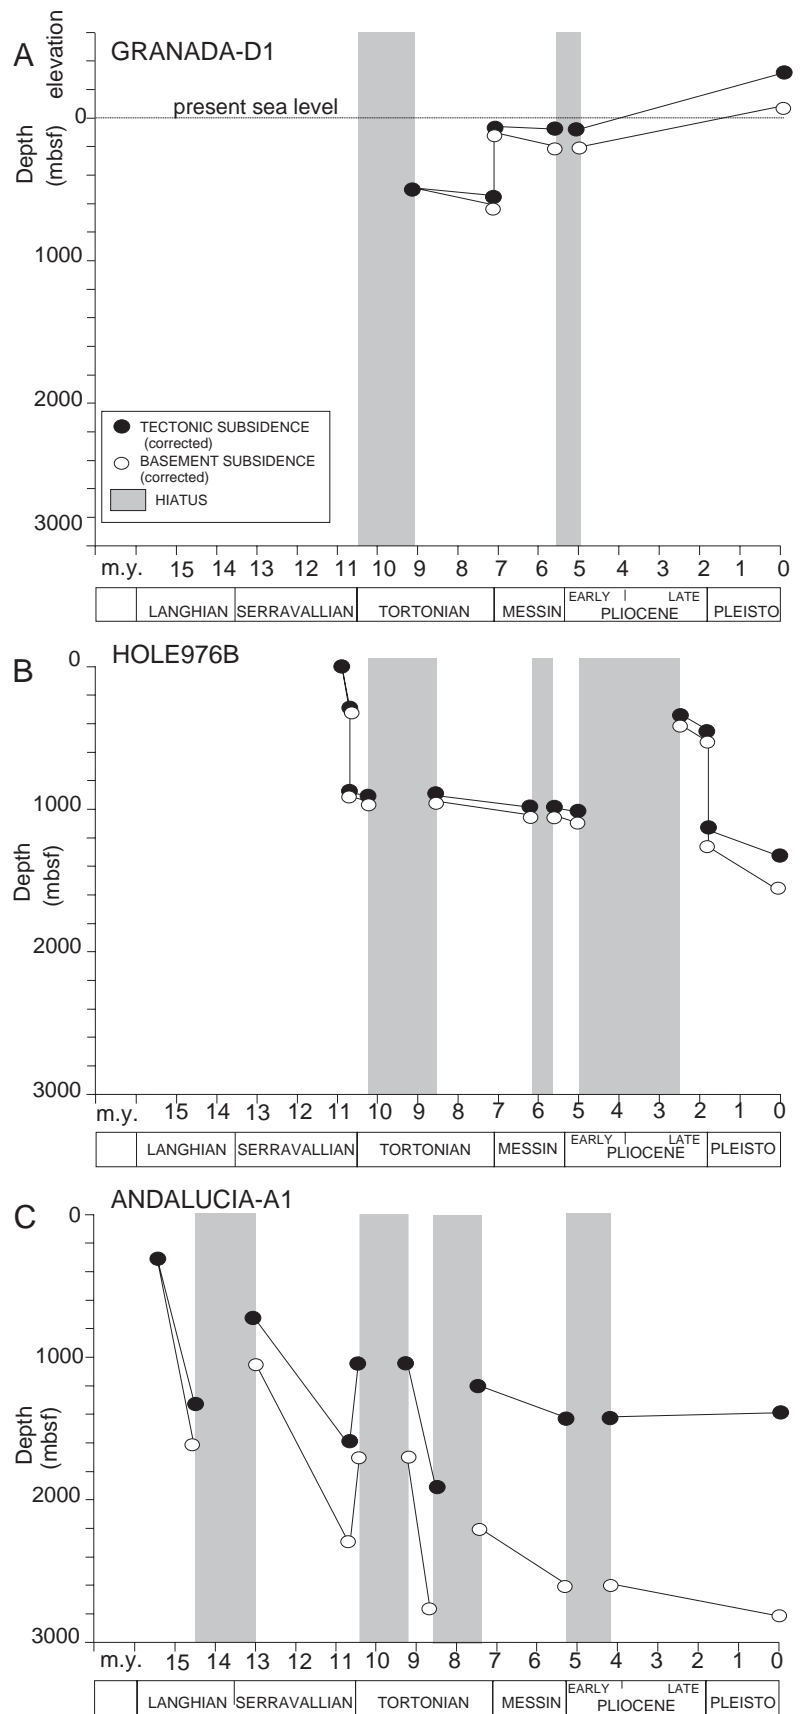 A
GRANADA-D1
elevation
present sea level
0
Depth
(mbsf)
1000
2000
TECTONIC SUBSIDENCE
(corrected)
BASEMENT SUBSIDENCE
(corrected)
HIATUS
3000
m.y. 15 14 13 12 11 10 9 8 7 6 5 4 3 2 1 0
EARLY LATE
LANGHIAN SERRAVALLIAN TORTONIAN MESSIN PLIOCENE PLEISTO
B
HOLE976B
0
1000
Depth
(mbsf)
2000
3000
m.y. 15 14 13 12 11 10 9 8 7 6 5 4 3 2 1 0
EARLY LATE
LANGHIAN SERRAVALLIAN TORTONIAN MESSIN PLIOCENE PLEISTO
C
ANDALUCIA-A1
0
1000
Depth
(mbsf)
2000
3000
m.y. 15 14 13 12 11 10 9 8 7 6 5 4 3 2 1 0
EARLY LATE
LANGHIAN SERRAVALLIAN TORTONIAN MESSIN PLIOCENE PLEISTO